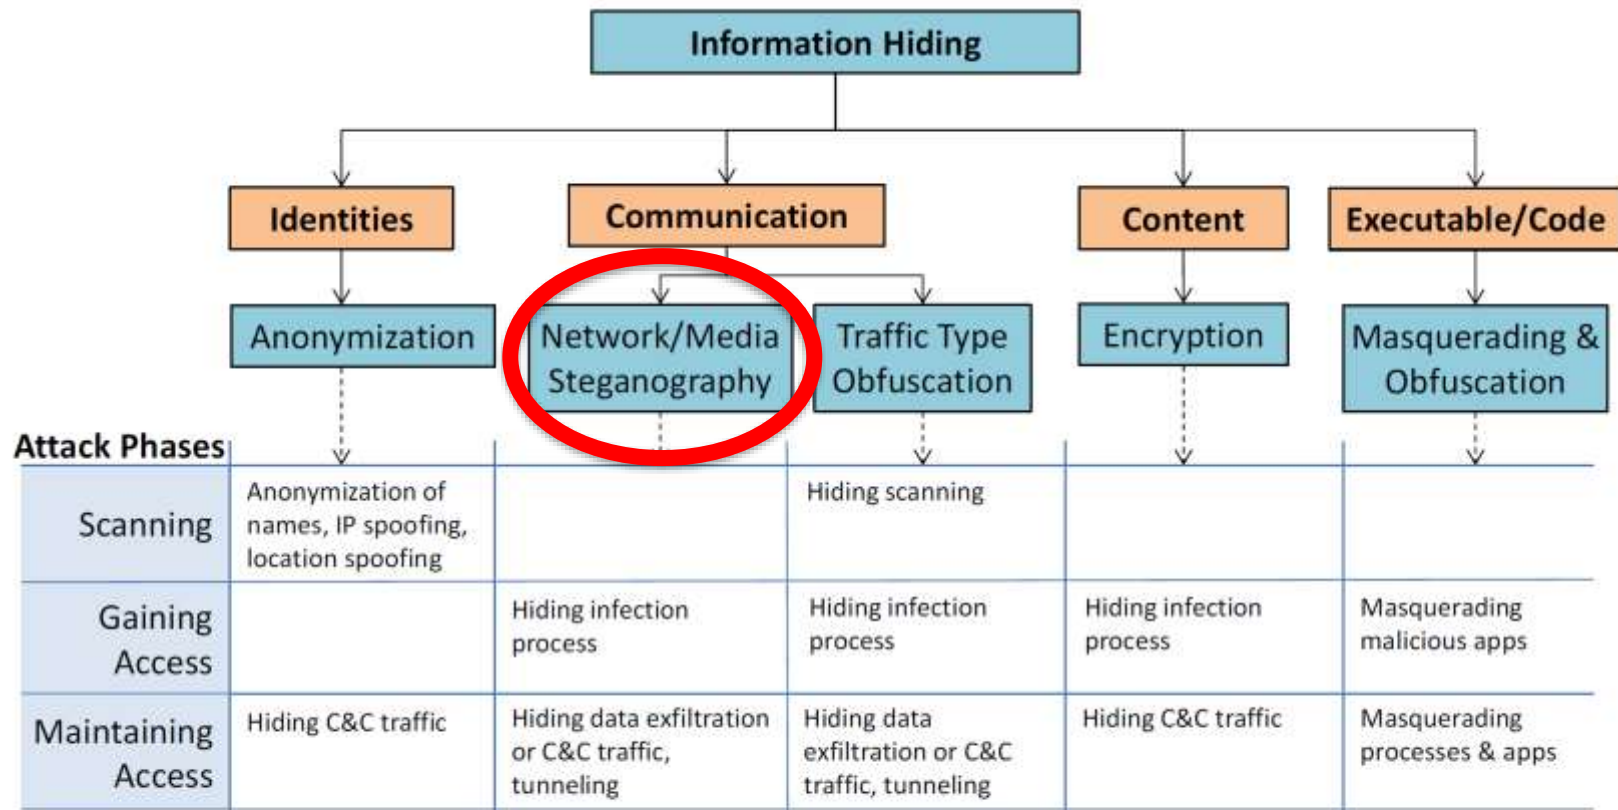 Information Hiding
Identities
Communication
Content
Executable/Code
Anonymization
Network/Media
Steganography
Traffic Type
Obfuscation
Encryption
Masquerading &
Obfuscation
Attack Phases
Scanning
Anonymization of
names, IP spoofing,
location spoofing
Hiding scanning
Gaining
Access
Hiding infection
process
Hiding infection
process
Hiding infection
process
Masquerading
malicious apps
Maintaining
Access
Hiding C&C traffic
Hiding data exfiltration
or C&C traffic,
tunneling
Hiding data
exfiltration or C&C
traffic, tunneling
Hiding C&C traffic
Masquerading
processes & apps